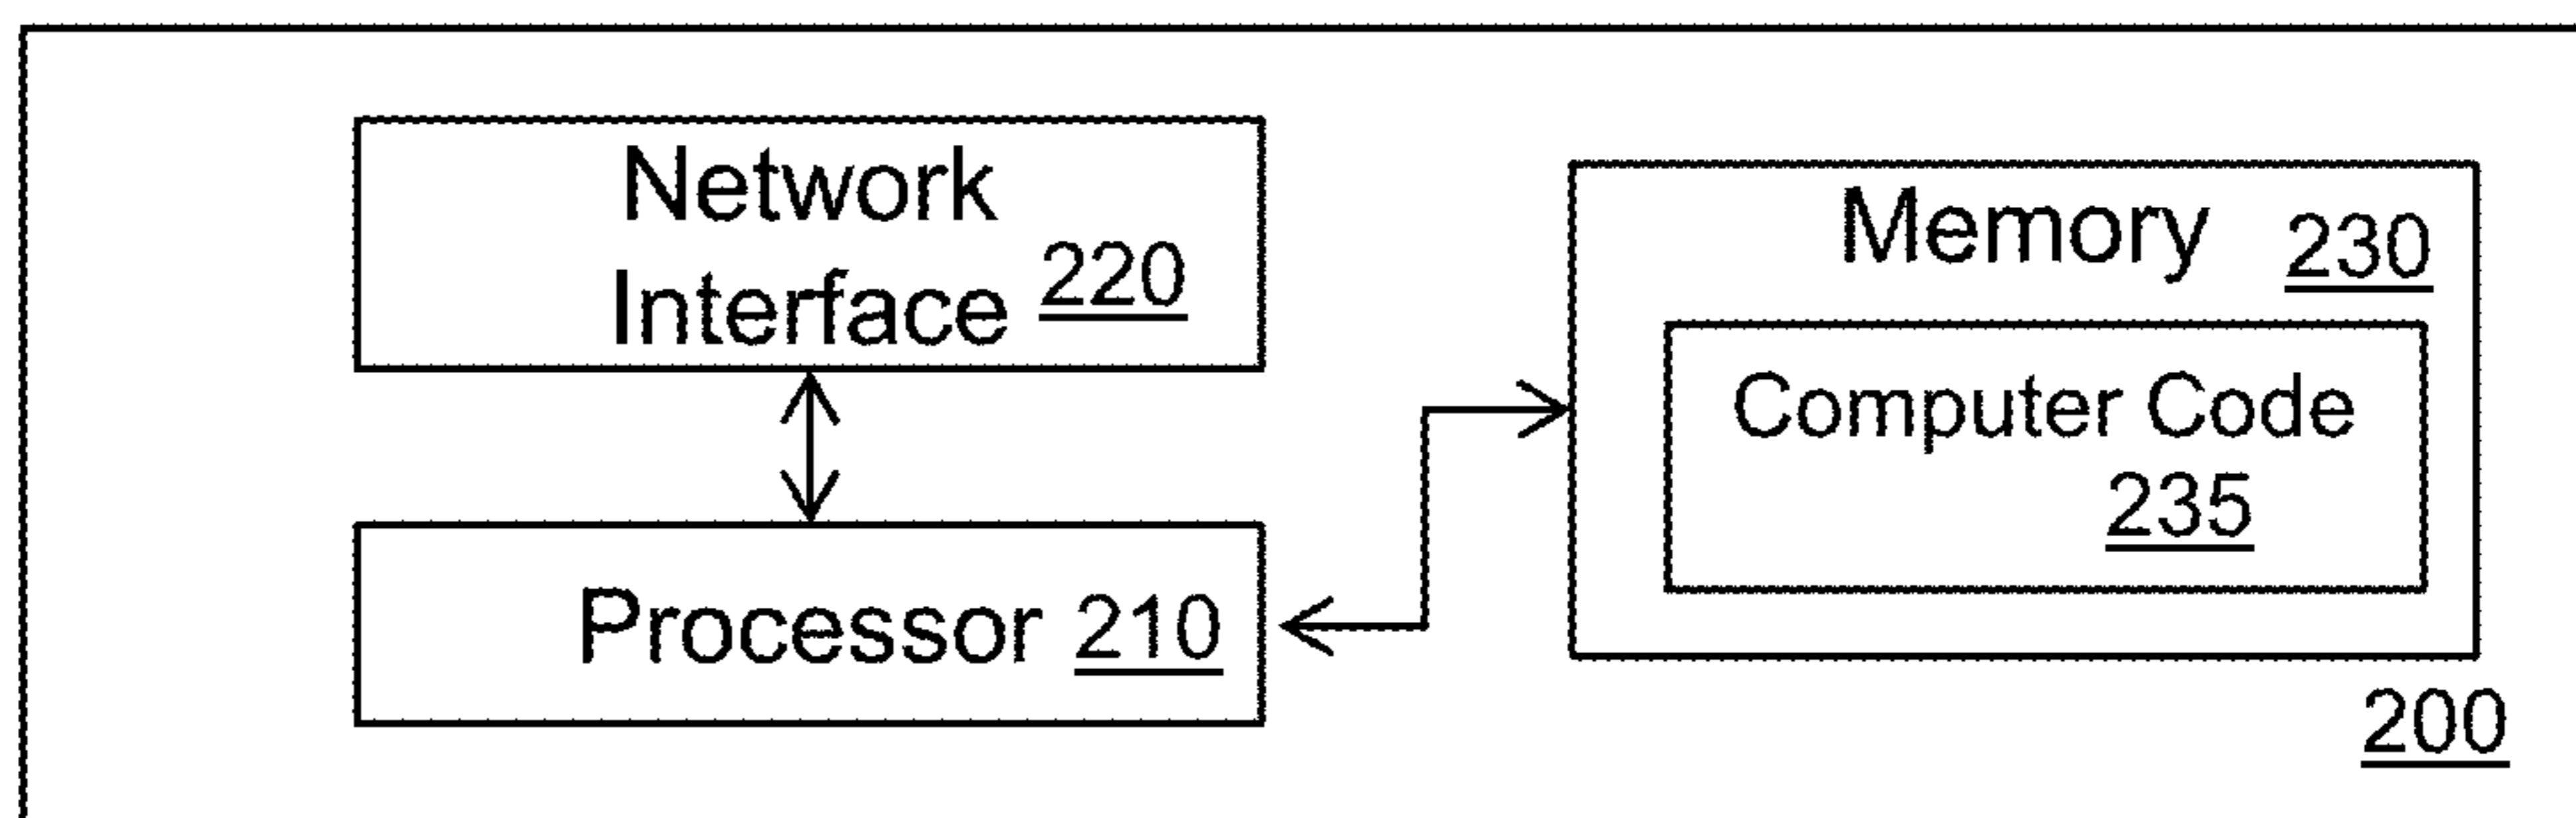 Network
Interface 220
Memory 230
Computer Code
235
Processor 210
200